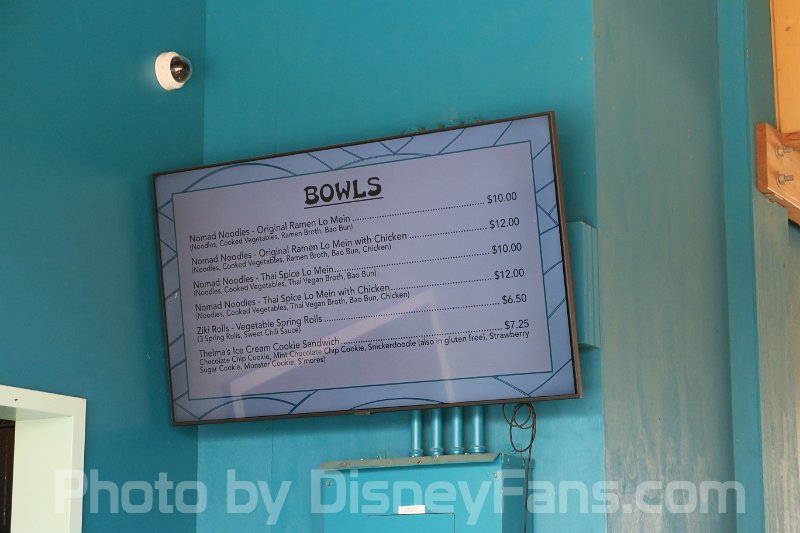 BOWLS
Nomad Noodles - Original Ramen Lo Mein ........ $10.00
(Noodles, Cooked Vegetables, Ramen Broth, Bao Bun)
Nomad Noodles - Original Ramen Lo Mein with Chicken ........ $12.00
(Noodles, Cooked Vegetables, Ramen Broth, Bao Bun, Chicken)
Nomad Noodles - Thai Spice Lo Mein ........ $10.00
(Noodles, Cooked Vegetables, Thai Vegan Broth, Bao Bun)
Nomad Noodles - Thai Spice Lo Mein with Chicken ........ $12.00
(Noodles, Cooked Vegetables, Thai Vegan Broth, Bao Bun, Chicken)
Ziki Rolls - Vegetable Spring Rolls ........ $6.50
(3 Spring Rolls, Sweet Chili Sauce)
Thelma's Ice Cream Cookie Sandwich ........ $7.25
Chocolate Chip Cookie, Mint Chocolate Chip Cookie, Snickerdoodle (also in gluten free), Strawberry
Sugar Cookie, Monster Cookie, S'mores)
Photo by DisneyFans.com